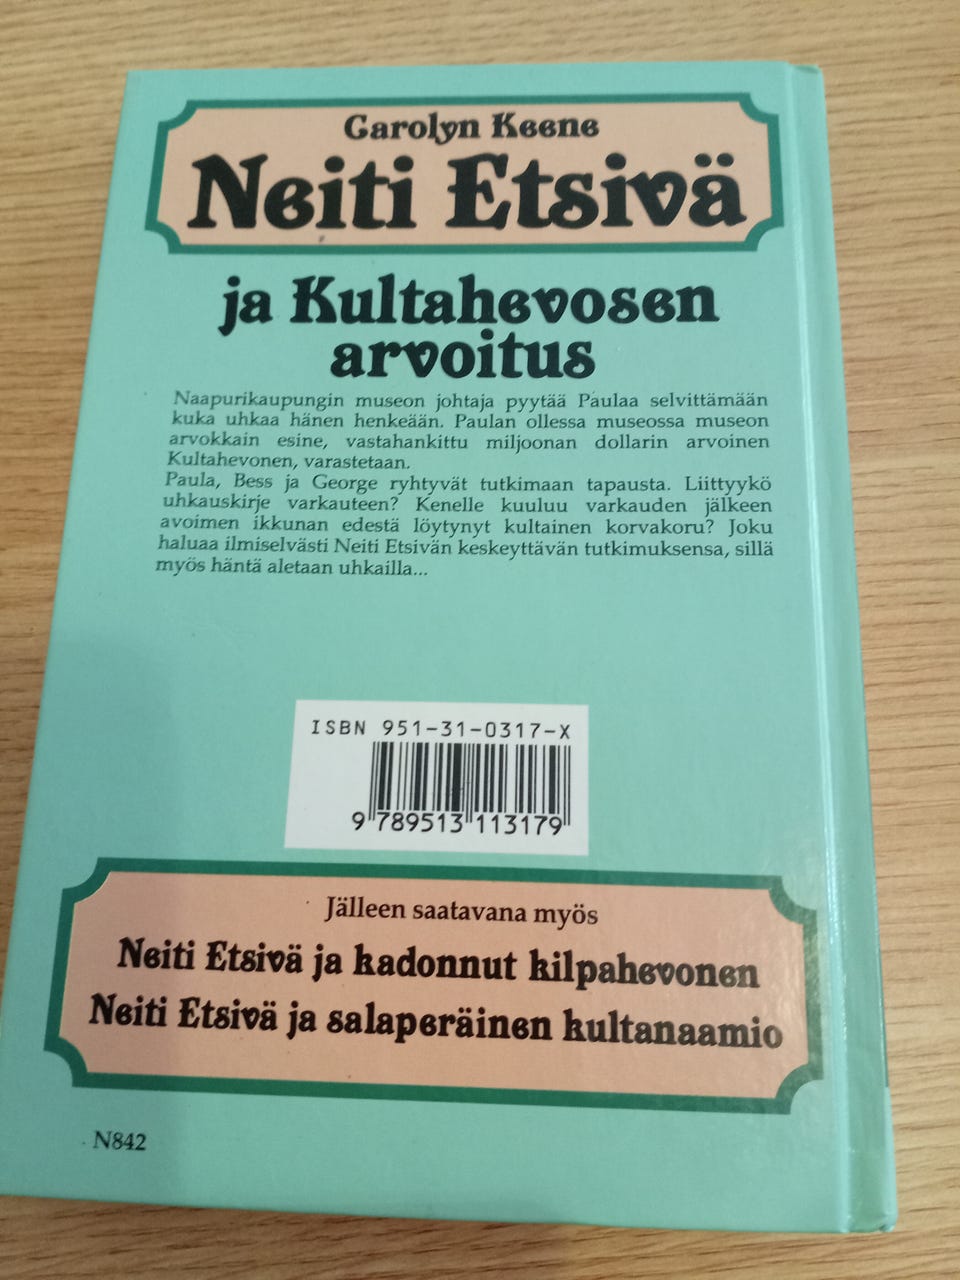 Carolyn Keene
Neiti Etsivä
ja Kultahevosen
arvoitus
Naapurikaupungin museon johtaja pyytää Paulaa selvittämään
kuka uhkaa hänen henkeään. Paulan ollessa museossa museon
arvokkain esine, vastahankittu miljoonan dollarin arvoinen
Kultahevonen, varastetaan.
Paula, Bess ja George ryhtyvät tutkimaan tapausta. Liittyykö
uhkauskirje varkauteen? Kenelle kuuluu varkauden jälkeen
avoimen ikkunan edestä löytynyt kultainen korvakoru? Joku
haluaa ilmiselvästi Neiti Etsivän keskeyttävän tutkimuksensa, sillä
myös häntä aletaan uhkailla...
ISBN 951-31-0317-X
9 789513 113179
Jälleen saatavana myös
Neiti Etsivä ja kadonnut kilpahevonen
Neiti Etsivä ja salaperäinen kultanaamio
N842